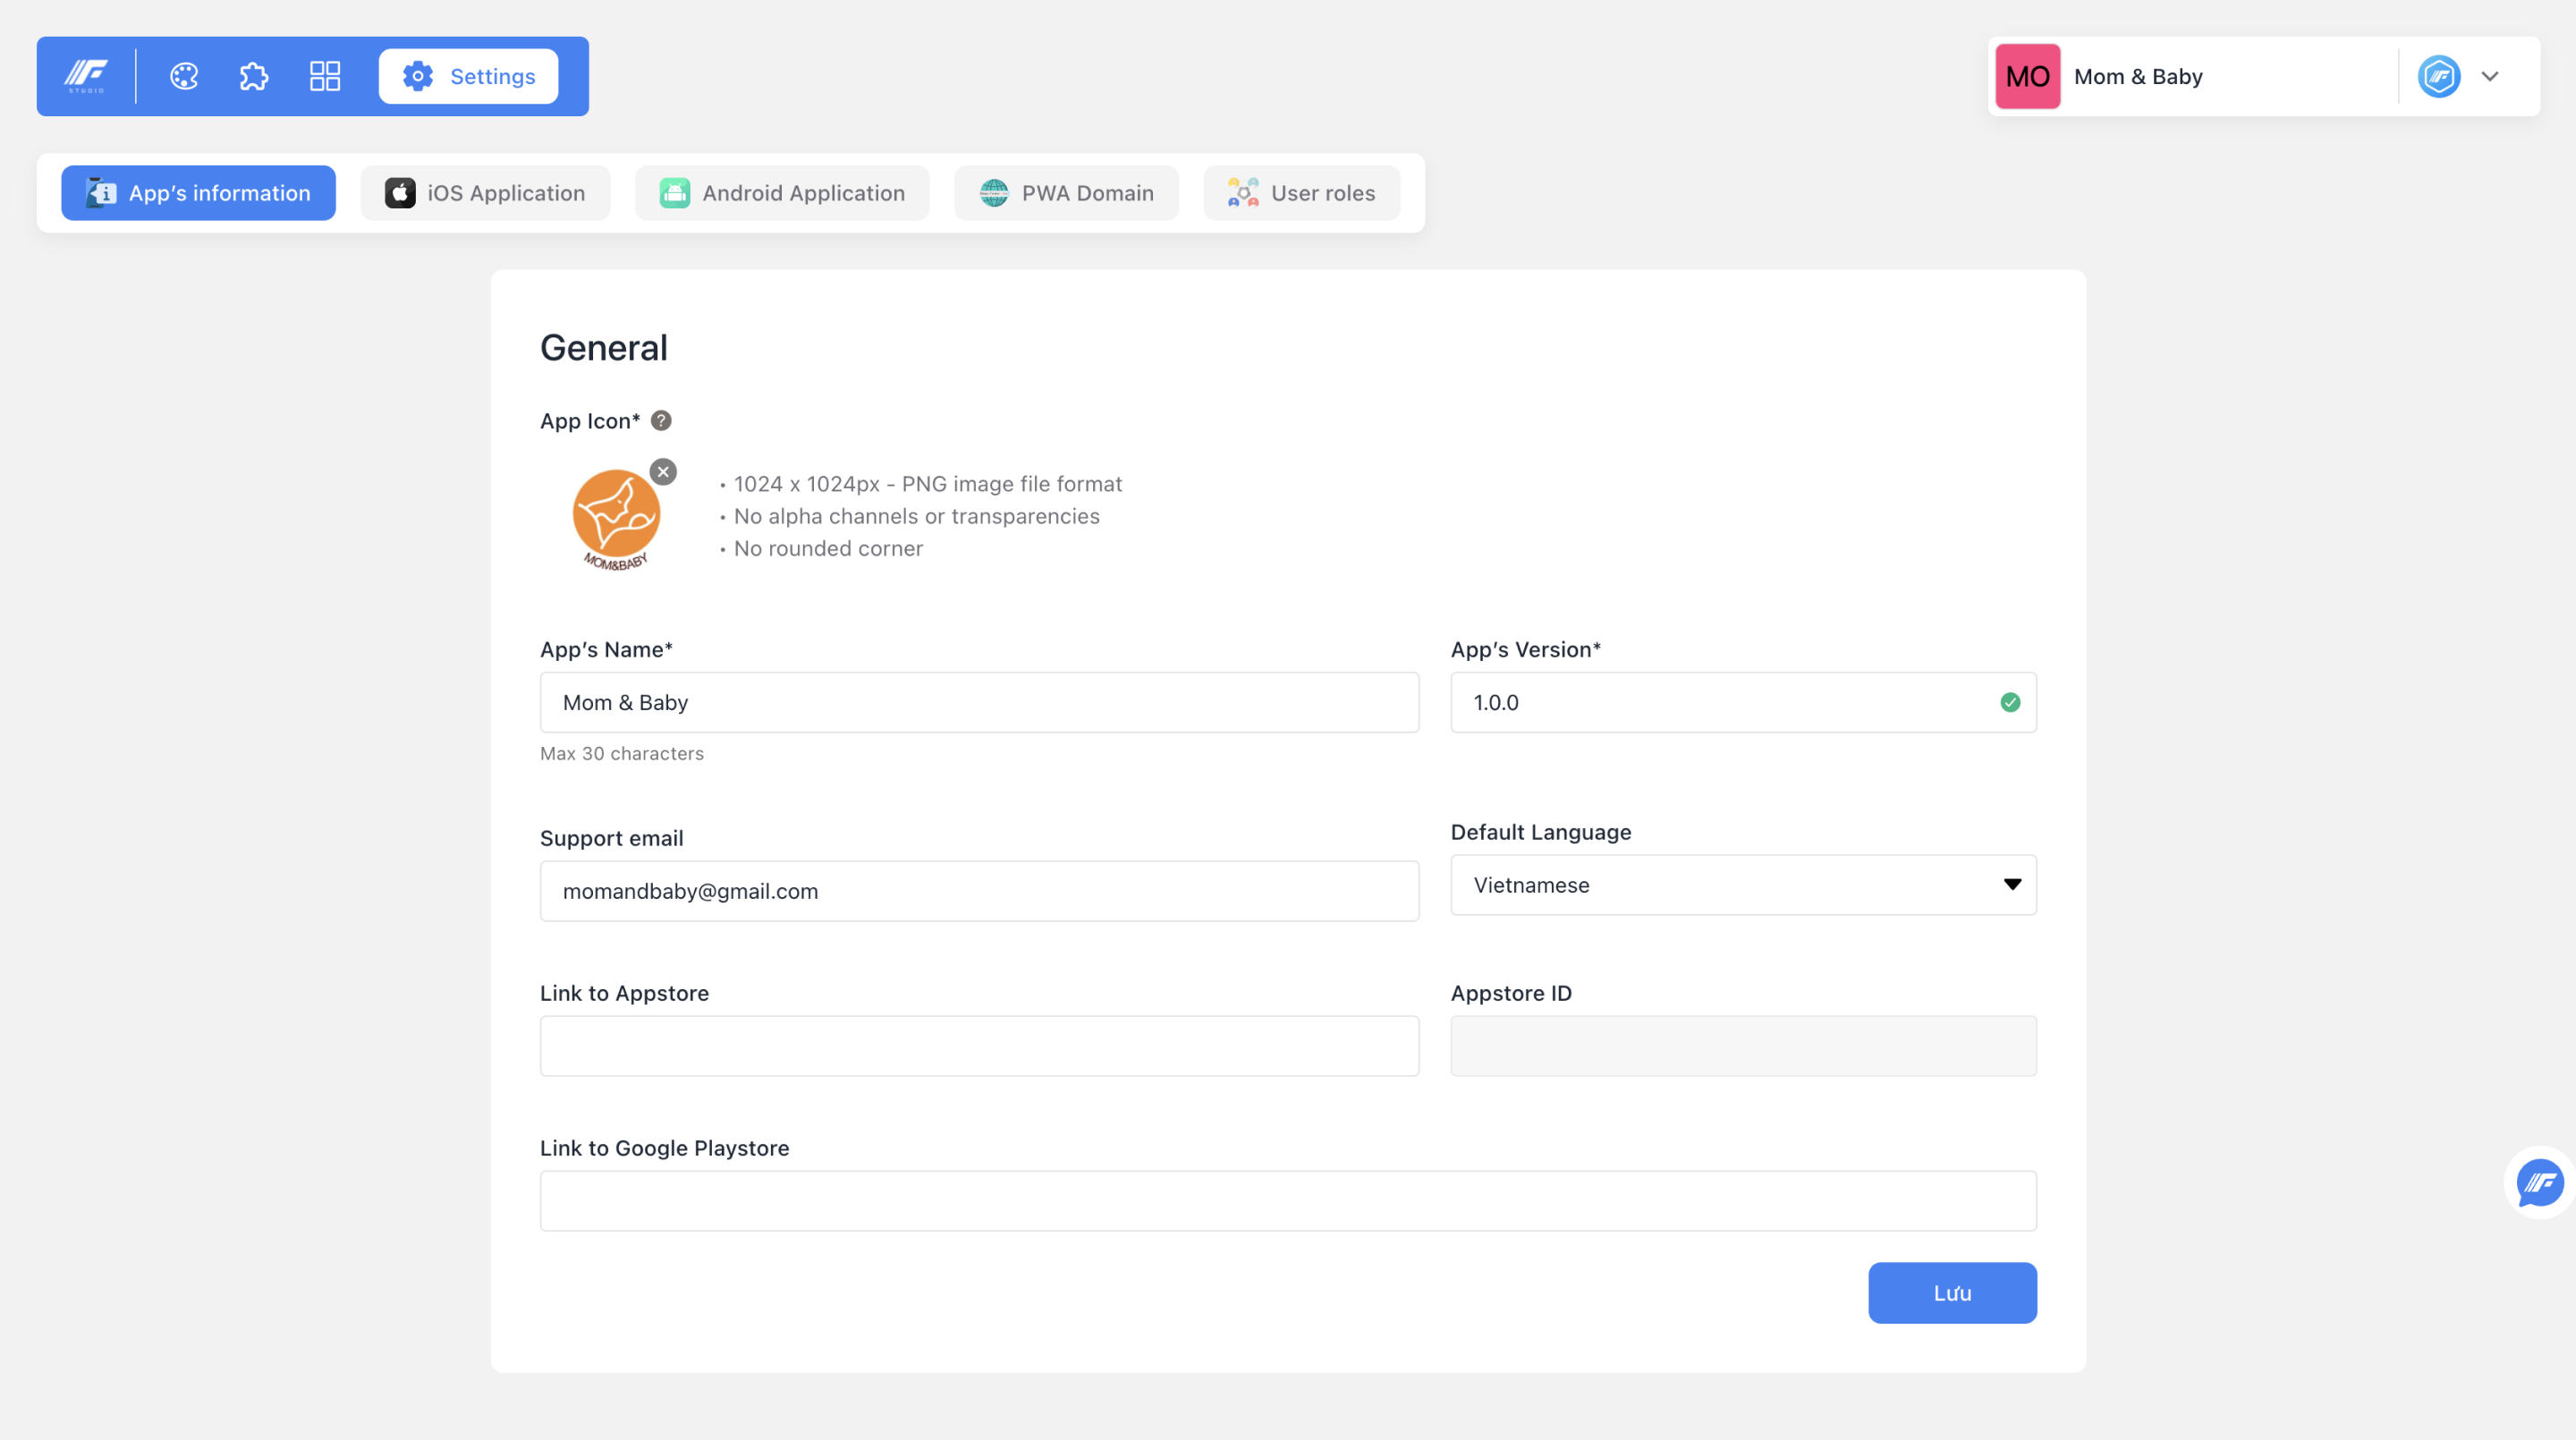 STUDIO
Settings
MO
Mom & Baby
App's information
iOS Application
Android Application
PWA Domain
User roles
General
App Icon*
?
MOM&BABY
• 1024 x 1024px - PNG image file format
• No alpha channels or transparencies
• No rounded corner
App's Name*
App's Version*
Mom & Baby
1.0.0
Max 30 characters
Support email
Default Language
momandbaby@gmail.com
Vietnamese
Link to Appstore
Appstore ID
Link to Google Playstore
Lưu